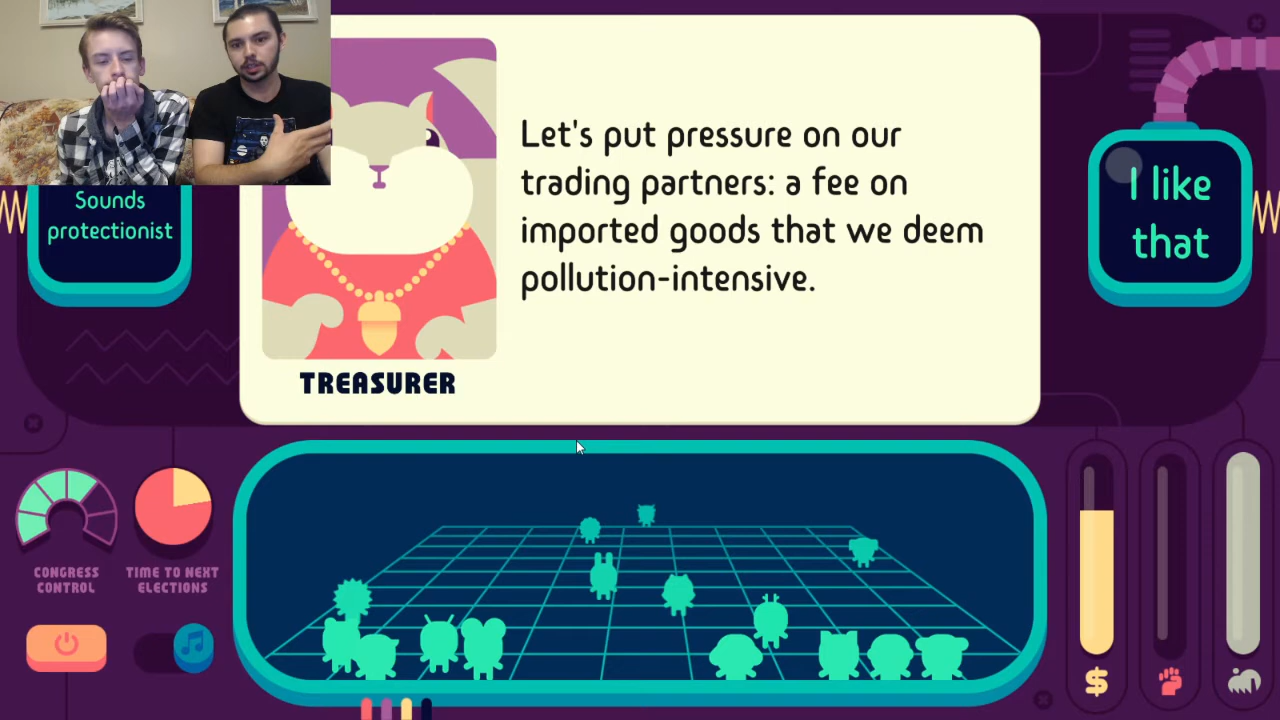 Let's put pressure on our
trading partners: a fee on
imported goods that we deem
pollution-intensive.
TREASURER
Sounds
protectionist
I like
that
CONGRESS
CONTROL
TIME TO NEXT
ELECTIONS
$